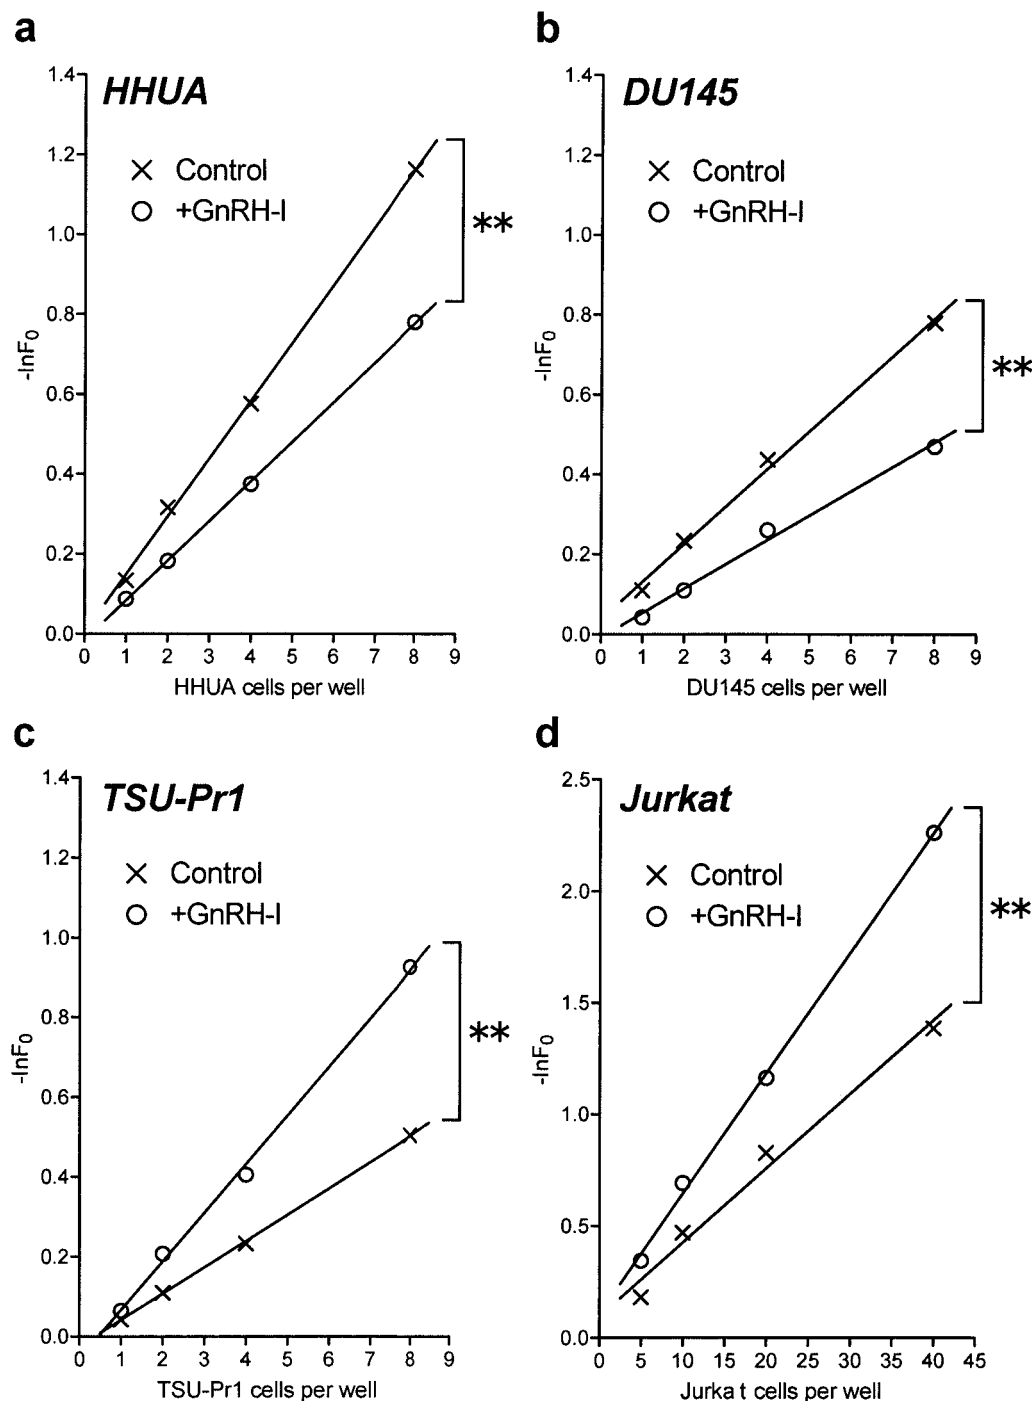 a
HHUA
× Control
○ +GnRH-I
**
-lnF0
1.4
1.2
1.0
0.8
0.6
0.4
0.2
0.0
0 1 2 3 4 5 6 7 8 9
HHUA cells per well
b
DU145
× Control
○ +GnRH-I
**
-lnF0
1.4
1.2
1.0
0.8
0.6
0.4
0.2
0.0
0 1 2 3 4 5 6 7 8 9
DU145 cells per well
c
TSU-Pr1
× Control
○ +GnRH-I
**
-lnF0
1.4
1.2
1.0
0.8
0.6
0.4
0.2
0.0
0 1 2 3 4 5 6 7 8 9
TSU-Pr1 cells per well
d
Jurkat
× Control
○ +GnRH-I
**
-lnF0
2.5
2.0
1.5
1.0
0.5
0.0
0 5 10 15 20 25 30 35 40 45
Jurka t cells per well